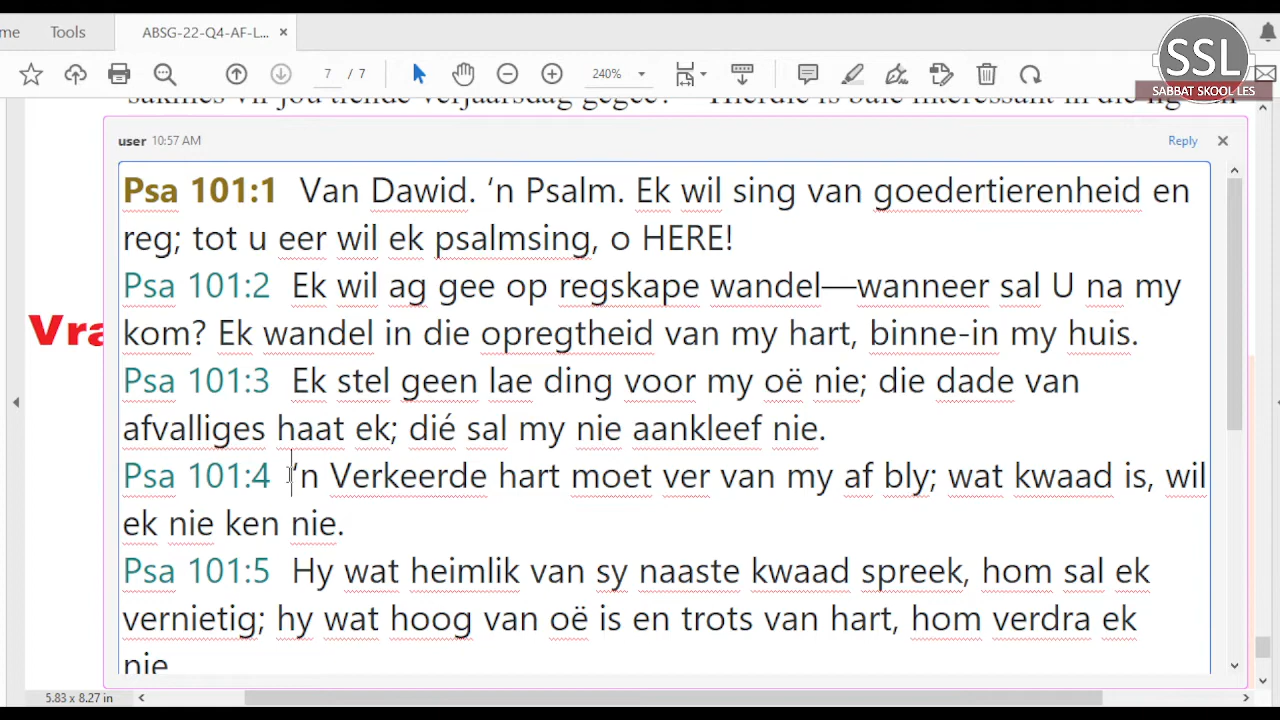 me Tools ABSG-22-Q4-AF-L... ×
SSL
SABBAT SKOOL LES
7 / 7 240%
user 10:57 AM Reply
Psa 101:1 Van Dawid. ’n Psalm. Ek wil sing van goedertierenheid en
reg; tot u eer wil ek psalmsing, o HERE!
Psa 101:2 Ek wil ag gee op regskape wandel—wanneer sal U na my
Vra
kom? Ek wandel in die opregtheid van my hart, binne-in my huis.
Psa 101:3 Ek stel geen lae ding voor my oë nie; die dade van
afvalliges haat ek; dié sal my nie aankleef nie.
Psa 101:4 ’n Verkeerde hart moet ver van my af bly; wat kwaad is, wil
ek nie ken nie.
Psa 101:5 Hy wat heimlik van sy naaste kwaad spreek, hom sal ek
vernietig; hy wat hoog van oë is en trots van hart, hom verdra ek
nie
5.83 x 8.27 in